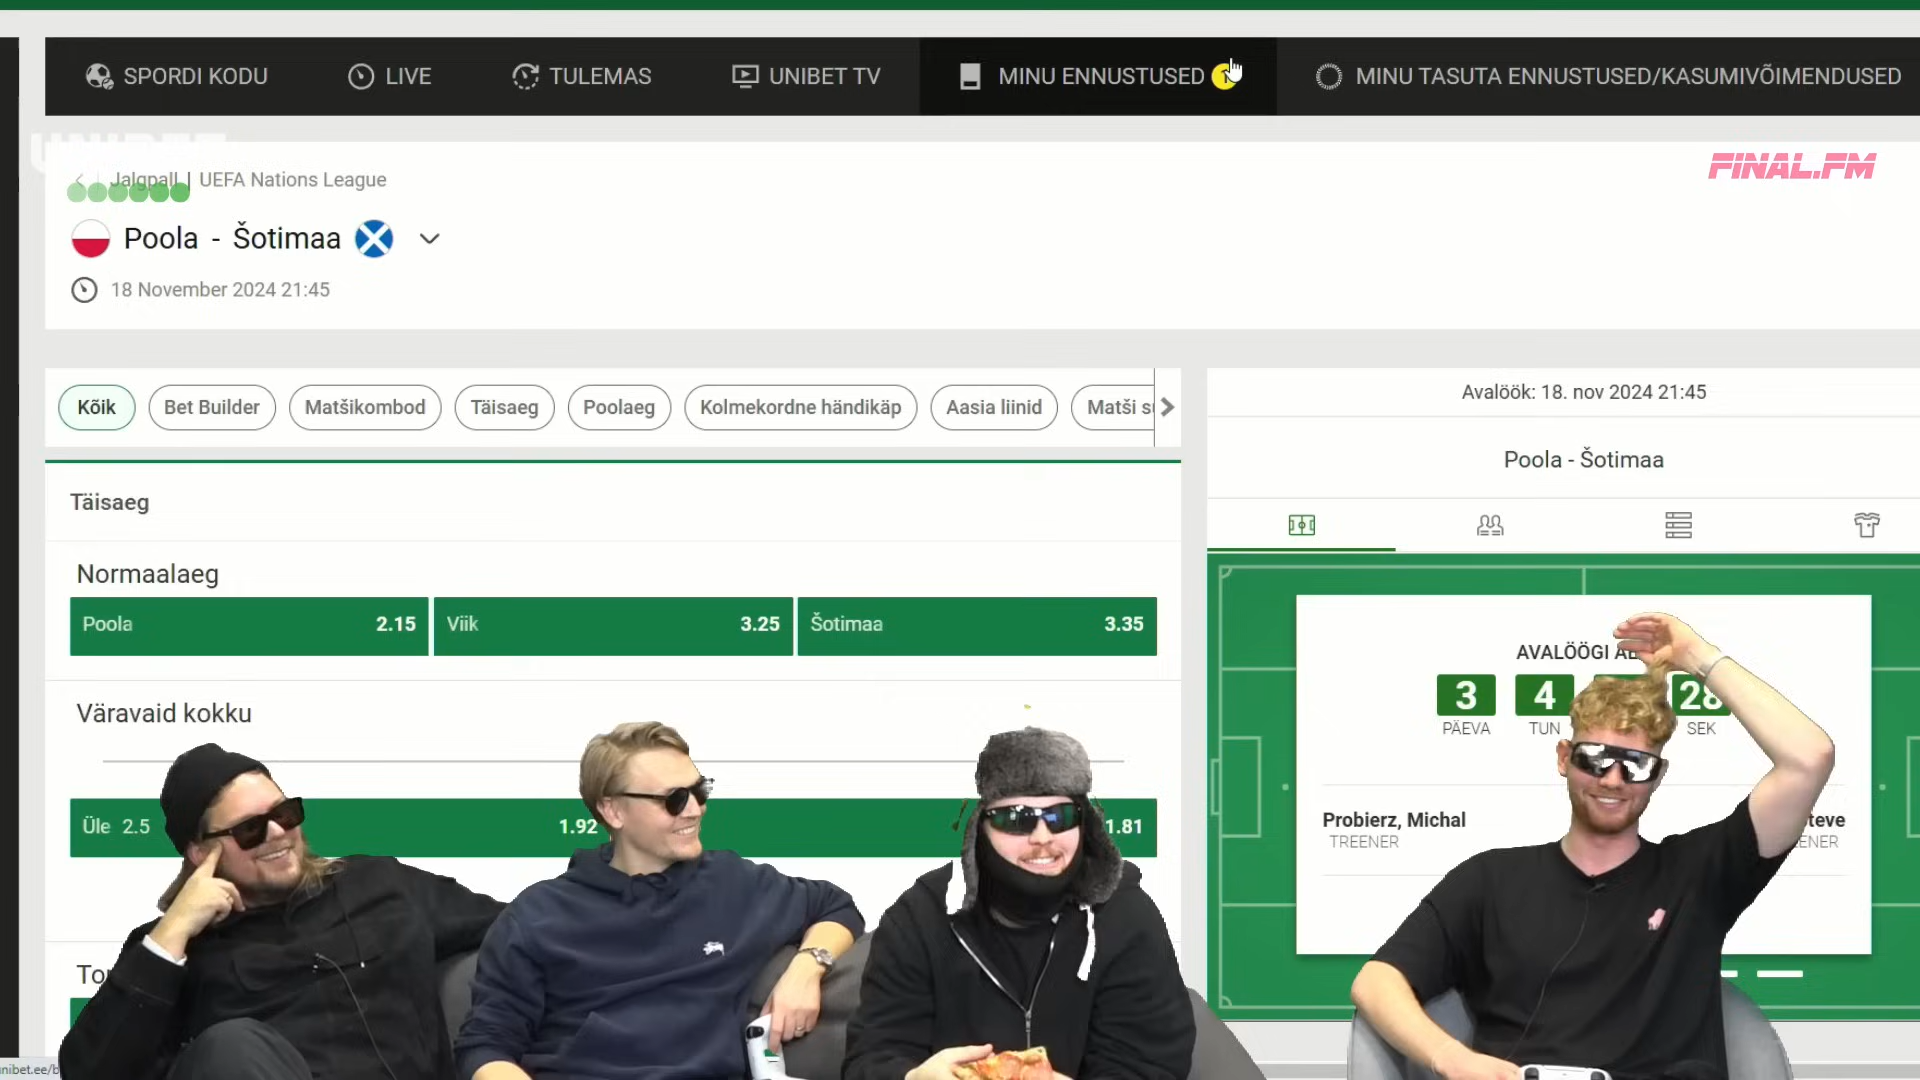 SPORDI KODU
LIVE
TULEMAS
UNIBET TV
MINU ENNUSTUSED
MINU TASUTA ENNUSTUSED/KASUMIVÕIMENDUSED
UNIBET
FINAL.FM
Jalgpall | UEFA Nations League
Poola - Šotimaa
18 November 2024 21:45
Kõik
Bet Builder
Matšikombod
Täisaeg
Poolaeg
Kolmekordne händikäp
Aasia liinid
Matši
Avalöök: 18. nov 2024 21:45
Poola - Šotimaa
Täisaeg
Normaalaeg
Poola 2.15
Viik 3.25
Šotimaa 3.35
AVALÖÖGI
3 4 28
PÄEVA TUN SEK
Väravaid kokku
Üle 2.5 1.92
1.81
Probierz, Michal
TREENER